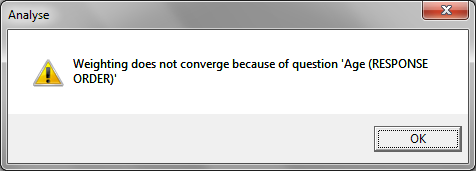 Analyse
Weighting does not converge because of question 'Age (RESPONSE
ORDER)'
OK